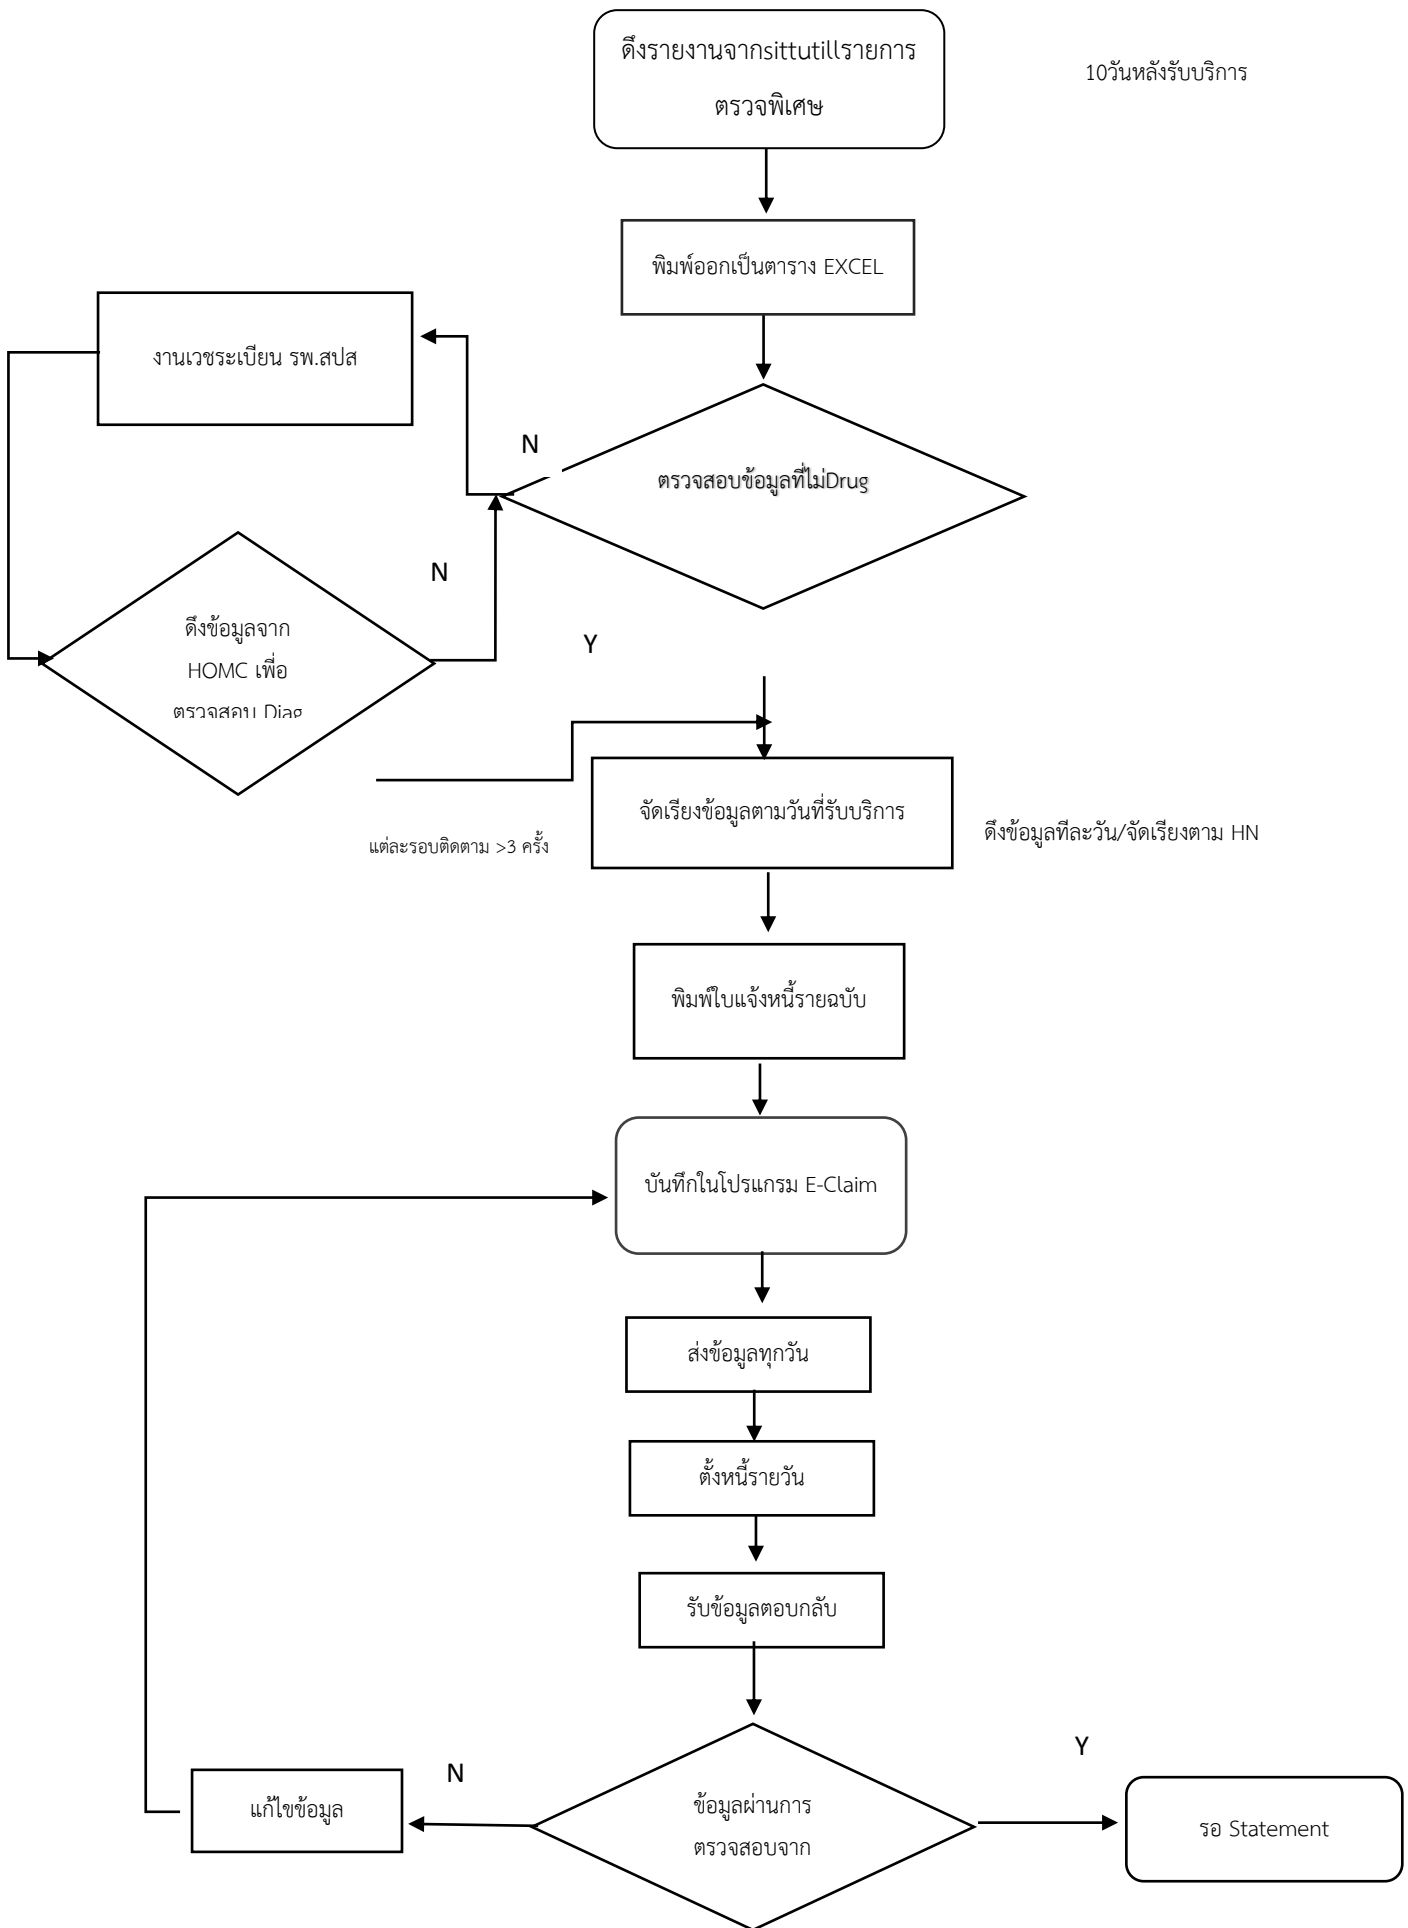 ดึงรายงานจากsittutillรายการ
ตรวจพิเศษ
10วันหลังรับบริการ
พิมพ์ออกเป็นตาราง EXCEL
งานเวชระเบียน รพ.สปส
N
ตรวจสอบข้อมูลที่ไม่Drug
N
ดึงข้อมูลจาก
HOMC เพื่อ
ตรวจสอบ Diag
Y
จัดเรียงข้อมูลตามวันที่รับบริการ
ดึงข้อมูลทีละวัน/จัดเรียงตาม HN
แต่ละรอบติดตาม >3 ครั้ง
พิมพ์ใบแจ้งหนี้รายฉบับ
บันทึกในโปรแกรม E-Claim
ส่งข้อมูลทุกวัน
ตั้งหนี้รายวัน
รับข้อมูลตอบกลับ
Y
N
แก้ไขข้อมูล
ข้อมูลผ่านการ
ตรวจสอบจาก
รอ Statement